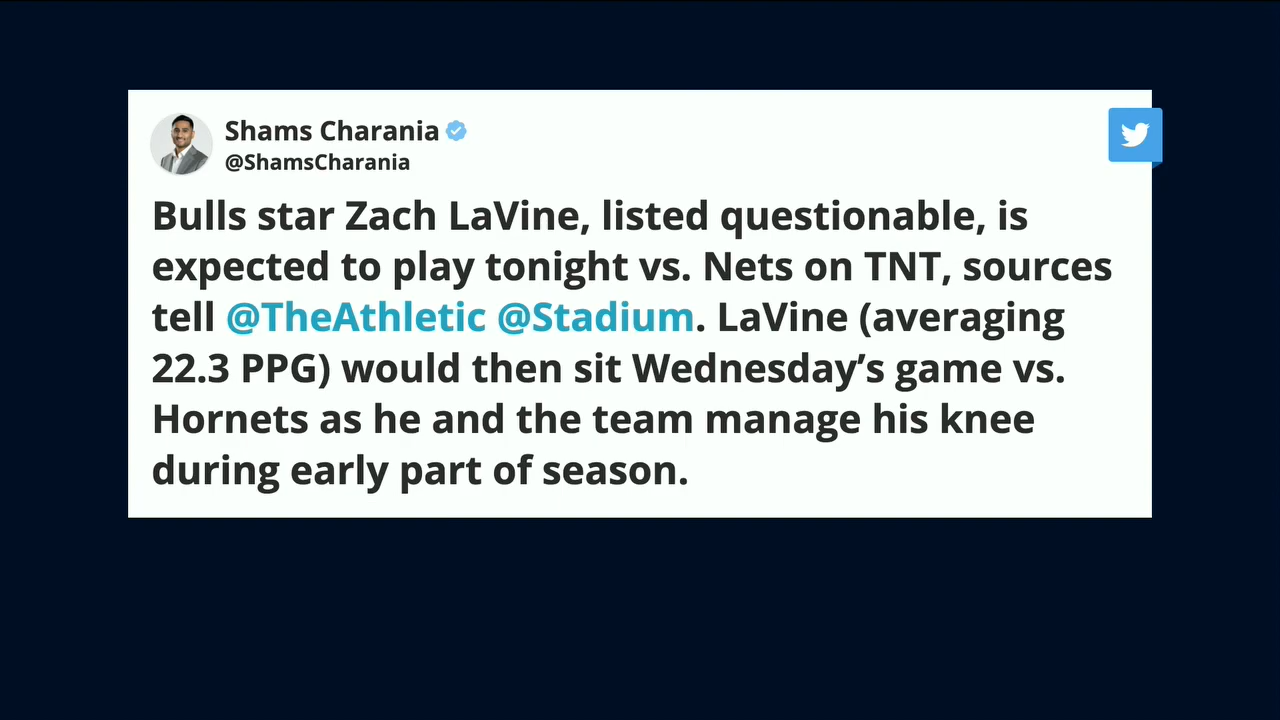 Shams Charania
@ShamsCharania
Bulls star Zach LaVine, listed questionable, is
expected to play tonight vs. Nets on TNT, sources
tell @TheAthletic @Stadium. LaVine (averaging
22.3 PPG) would then sit Wednesday’s game vs.
Hornets as he and the team manage his knee
during early part of season.